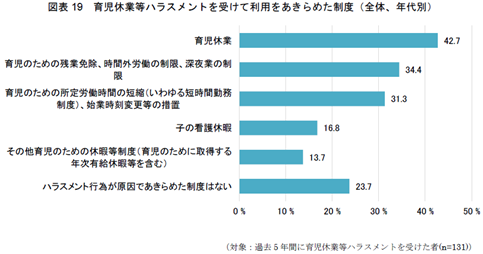 図表 19　育児休業等ハラスメントを受けて利用をあきらめた制度（全体、年代別）
育児休業
42.7
育児のための残業免除、時間外労働の制限、深夜業の制
限
34.4
育児のための所定労働時間の短縮（いわゆる短時間勤務
制度）、始業時刻変更等の措置
31.3
子の看護休暇
16.8
その他育児のための休暇等制度（育児のために取得する
年次有給休暇等を含む）
13.7
ハラスメント行為が原因であきらめた制度はない
23.7
0 %　10 %　20 %　30 %　40 %　50 %
（対象：過去５年間に育児休業等ハラスメントを受けた者(n=131)）